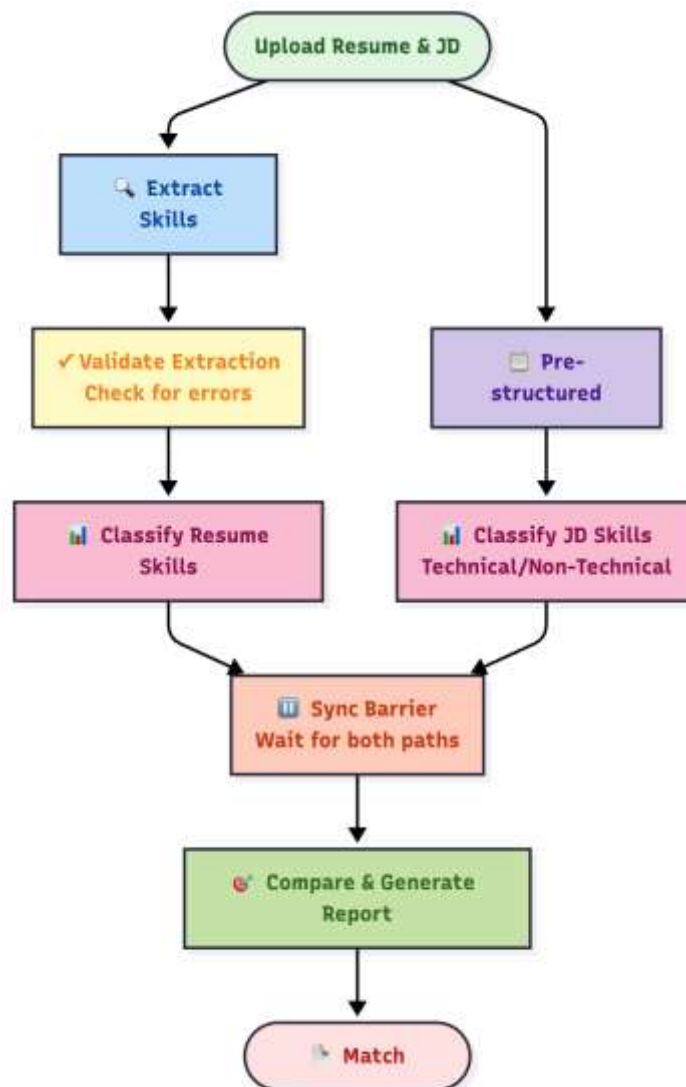 Upload Resume & JD
Extract
Skills
Validate Extraction
Check for errors
Pre-
structured
Classify Resume
Skills
Classify JD Skills
Technical/Non-Technical
Sync Barrier
Wait for both paths
Compare & Generate
Report
Match